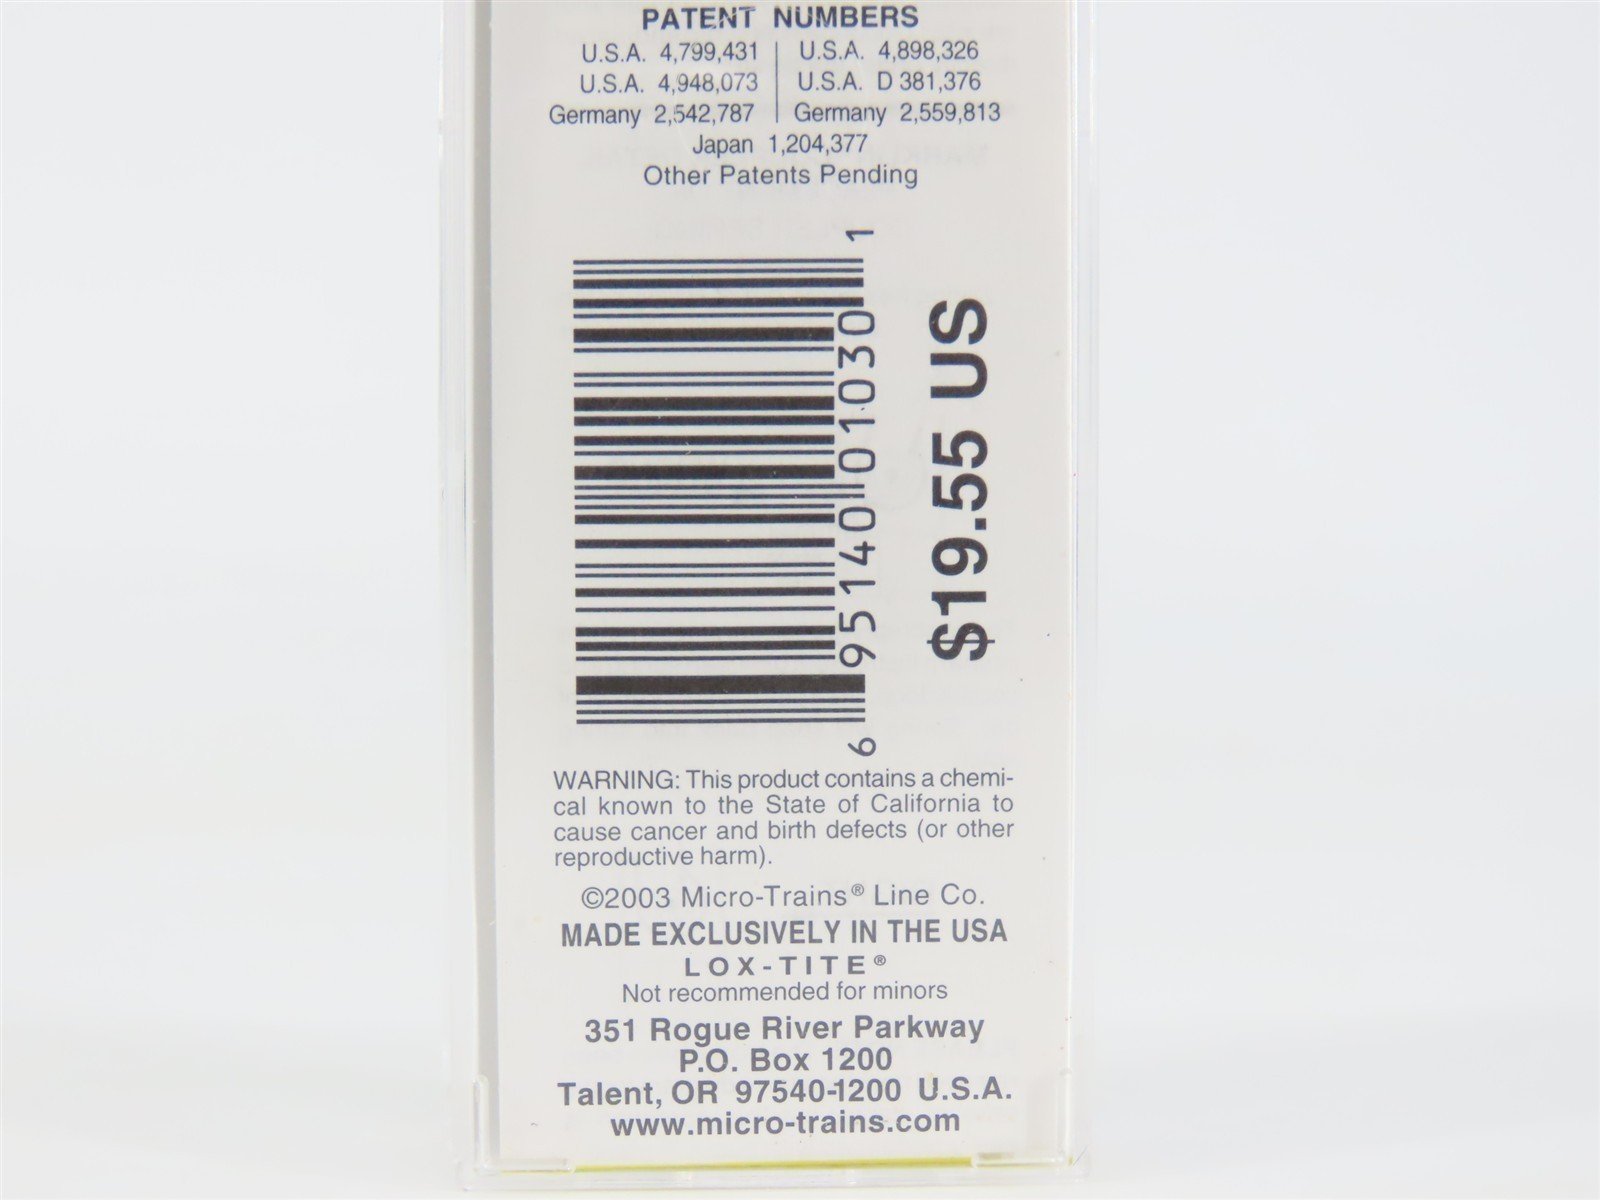 PATENT NUMBERS
U.S.A. 4,799,431 | U.S.A. 4,898,326
U.S.A. 4,948,073 | U.S.A. D 381,376
Germany 2,542,787 | Germany 2,559,813
Japan 1,204,377
Other Patents Pending
6 95140 01030 1
$19.55 US
WARNING: This product contains a chemi-
cal known to the State of California to
cause cancer and birth defects (or other
reproductive harm).
©2003 Micro-Trains® Line Co.
MADE EXCLUSIVELY IN THE USA
LOX-TITE®
Not recommended for minors
351 Rogue River Parkway
P.O. Box 1200
Talent, OR 97540-1200 U.S.A.
www.micro-trains.com